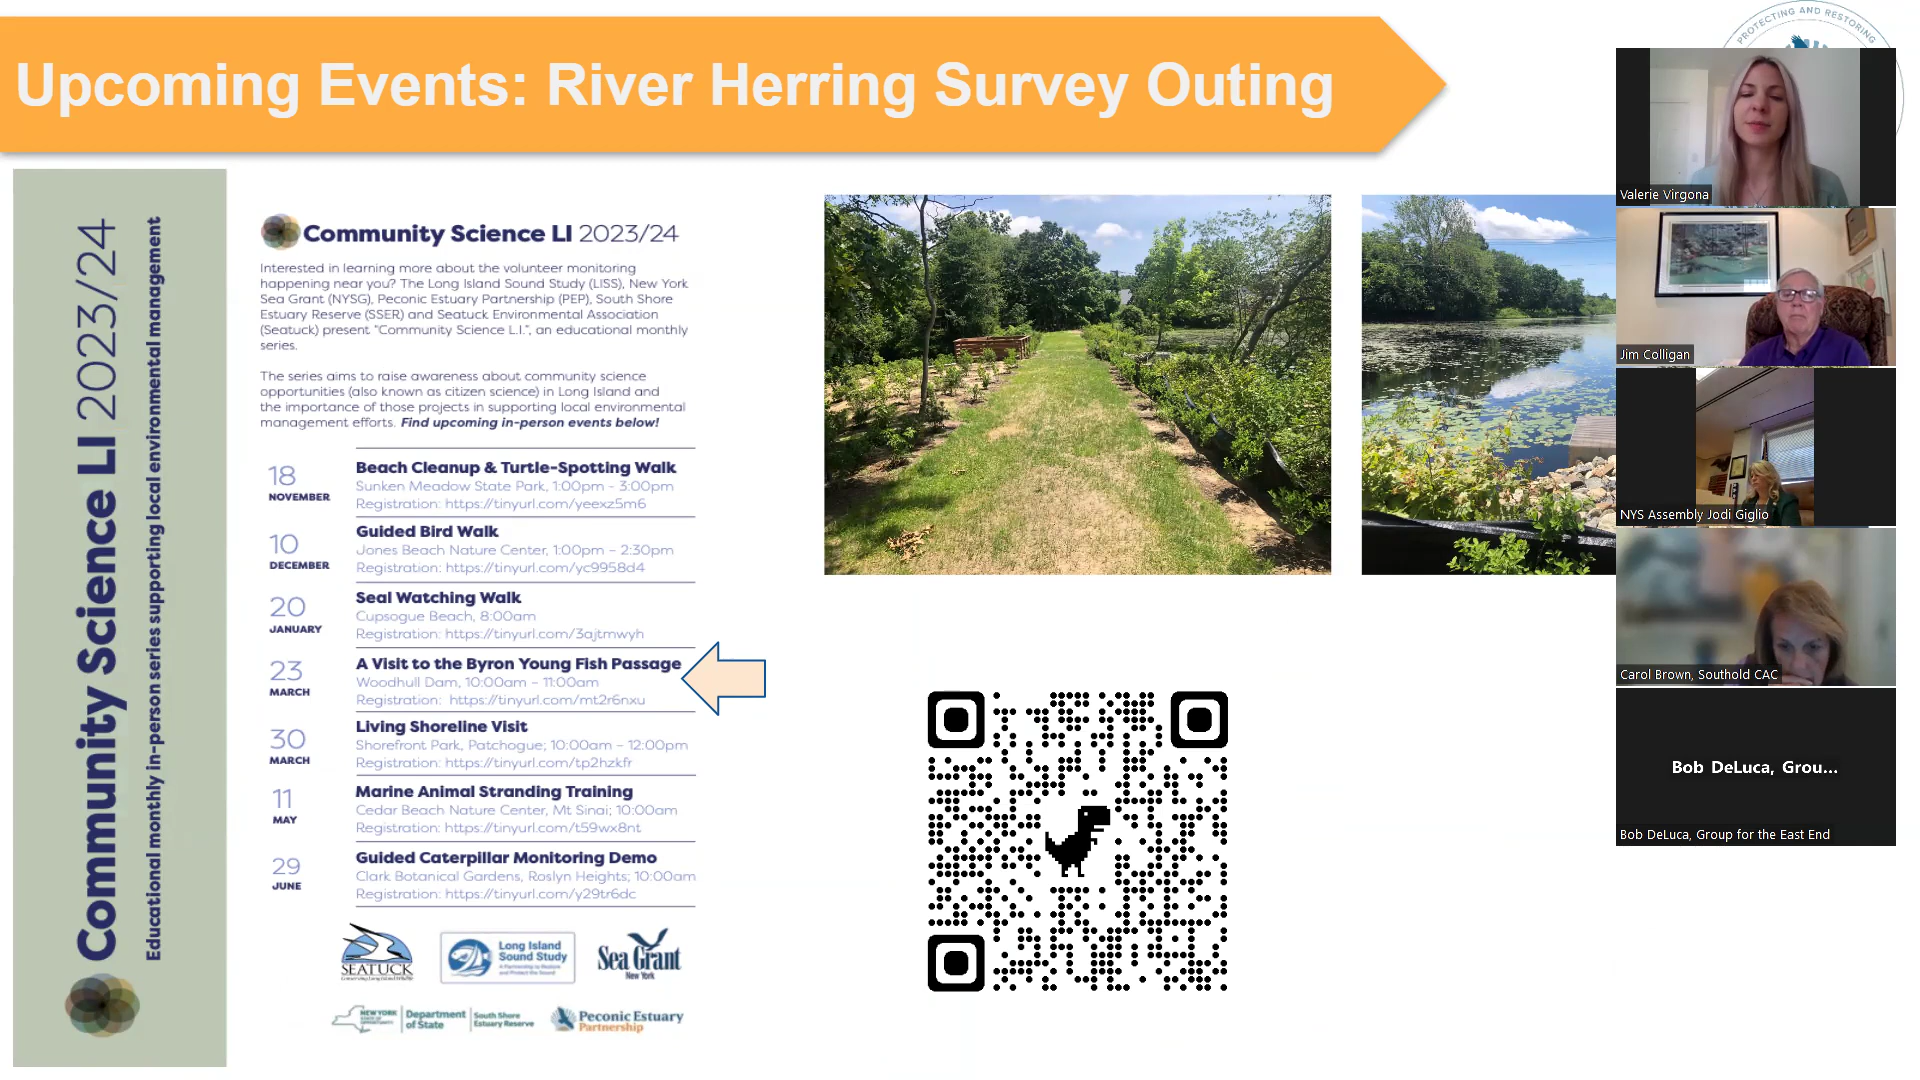 Upcoming Events: River Herring Survey Outing
PROTECTING AND RESTORING
Community Science LI 2023/24
Educational monthly in-person series supporting local environmental management
Community Science LI 2023/24
Interested in learning more about the volunteer monitoring
happening near you? The Long Island Sound Study (LISS), New York
Sea Grant (NYSG), Peconic Estuary Partnership (PEP), South Shore
Estuary Reserve (SSER) and Seatuck Environmental Association
(Seatuck) present "Community Science L.I.", an educational monthly
series.
The series aims to raise awareness about community science
opportunities (also known as citizen science) in Long Island and
the importance of those projects in supporting local environmental
management efforts. Find upcoming in-person events below!
18
NOVEMBER
Beach Cleanup & Turtle-Spotting Walk
Sunken Meadow State Park, 1:00pm - 3:00pm
Registration: https://tinyurl.com/yeexz5m6
10
DECEMBER
Guided Bird Walk
Jones Beach Nature Center, 1:00pm – 2:30pm
Registration: https://tinyurl.com/yc9958d4
20
JANUARY
Seal Watching Walk
Cupsogue Beach, 8:00am
Registration: https://tinyurl.com/3ajtmwyh
23
MARCH
A Visit to the Byron Young Fish Passage
Woodhull Dam, 10:00am – 11:00am
Registration: https://tinyurl.com/mt2r6nxu
30
MARCH
Living Shoreline Visit
Shorefront Park, Patchogue; 10:00am – 12:00pm
Registration: https://tinyurl.com/tp2hzkfr
11
MAY
Marine Animal Stranding Training
Cedar Beach Nature Center, Mt Sinai; 10:00am
Registration: https://tinyurl.com/t59wx8nt
29
JUNE
Guided Caterpillar Monitoring Demo
Clark Botanical Gardens, Roslyn Heights; 10:00am
Registration: https://tinyurl.com/y29tr6dc
SEATUCK
Long Island
Sound Study
A Partnership to Restore
and Protect the Sound
Sea Grant
New York
NEW YORK
STATE OF
OPPORTUNITY
Department
of State
South Shore
Estuary Reserve
Peconic Estuary
Partnership
Valerie Virgona
Jim Colligan
NYS Assembly Jodi Giglio
Carol Brown, Southold CAC
Bob DeLuca, Grou...
Bob DeLuca, Group for the East End